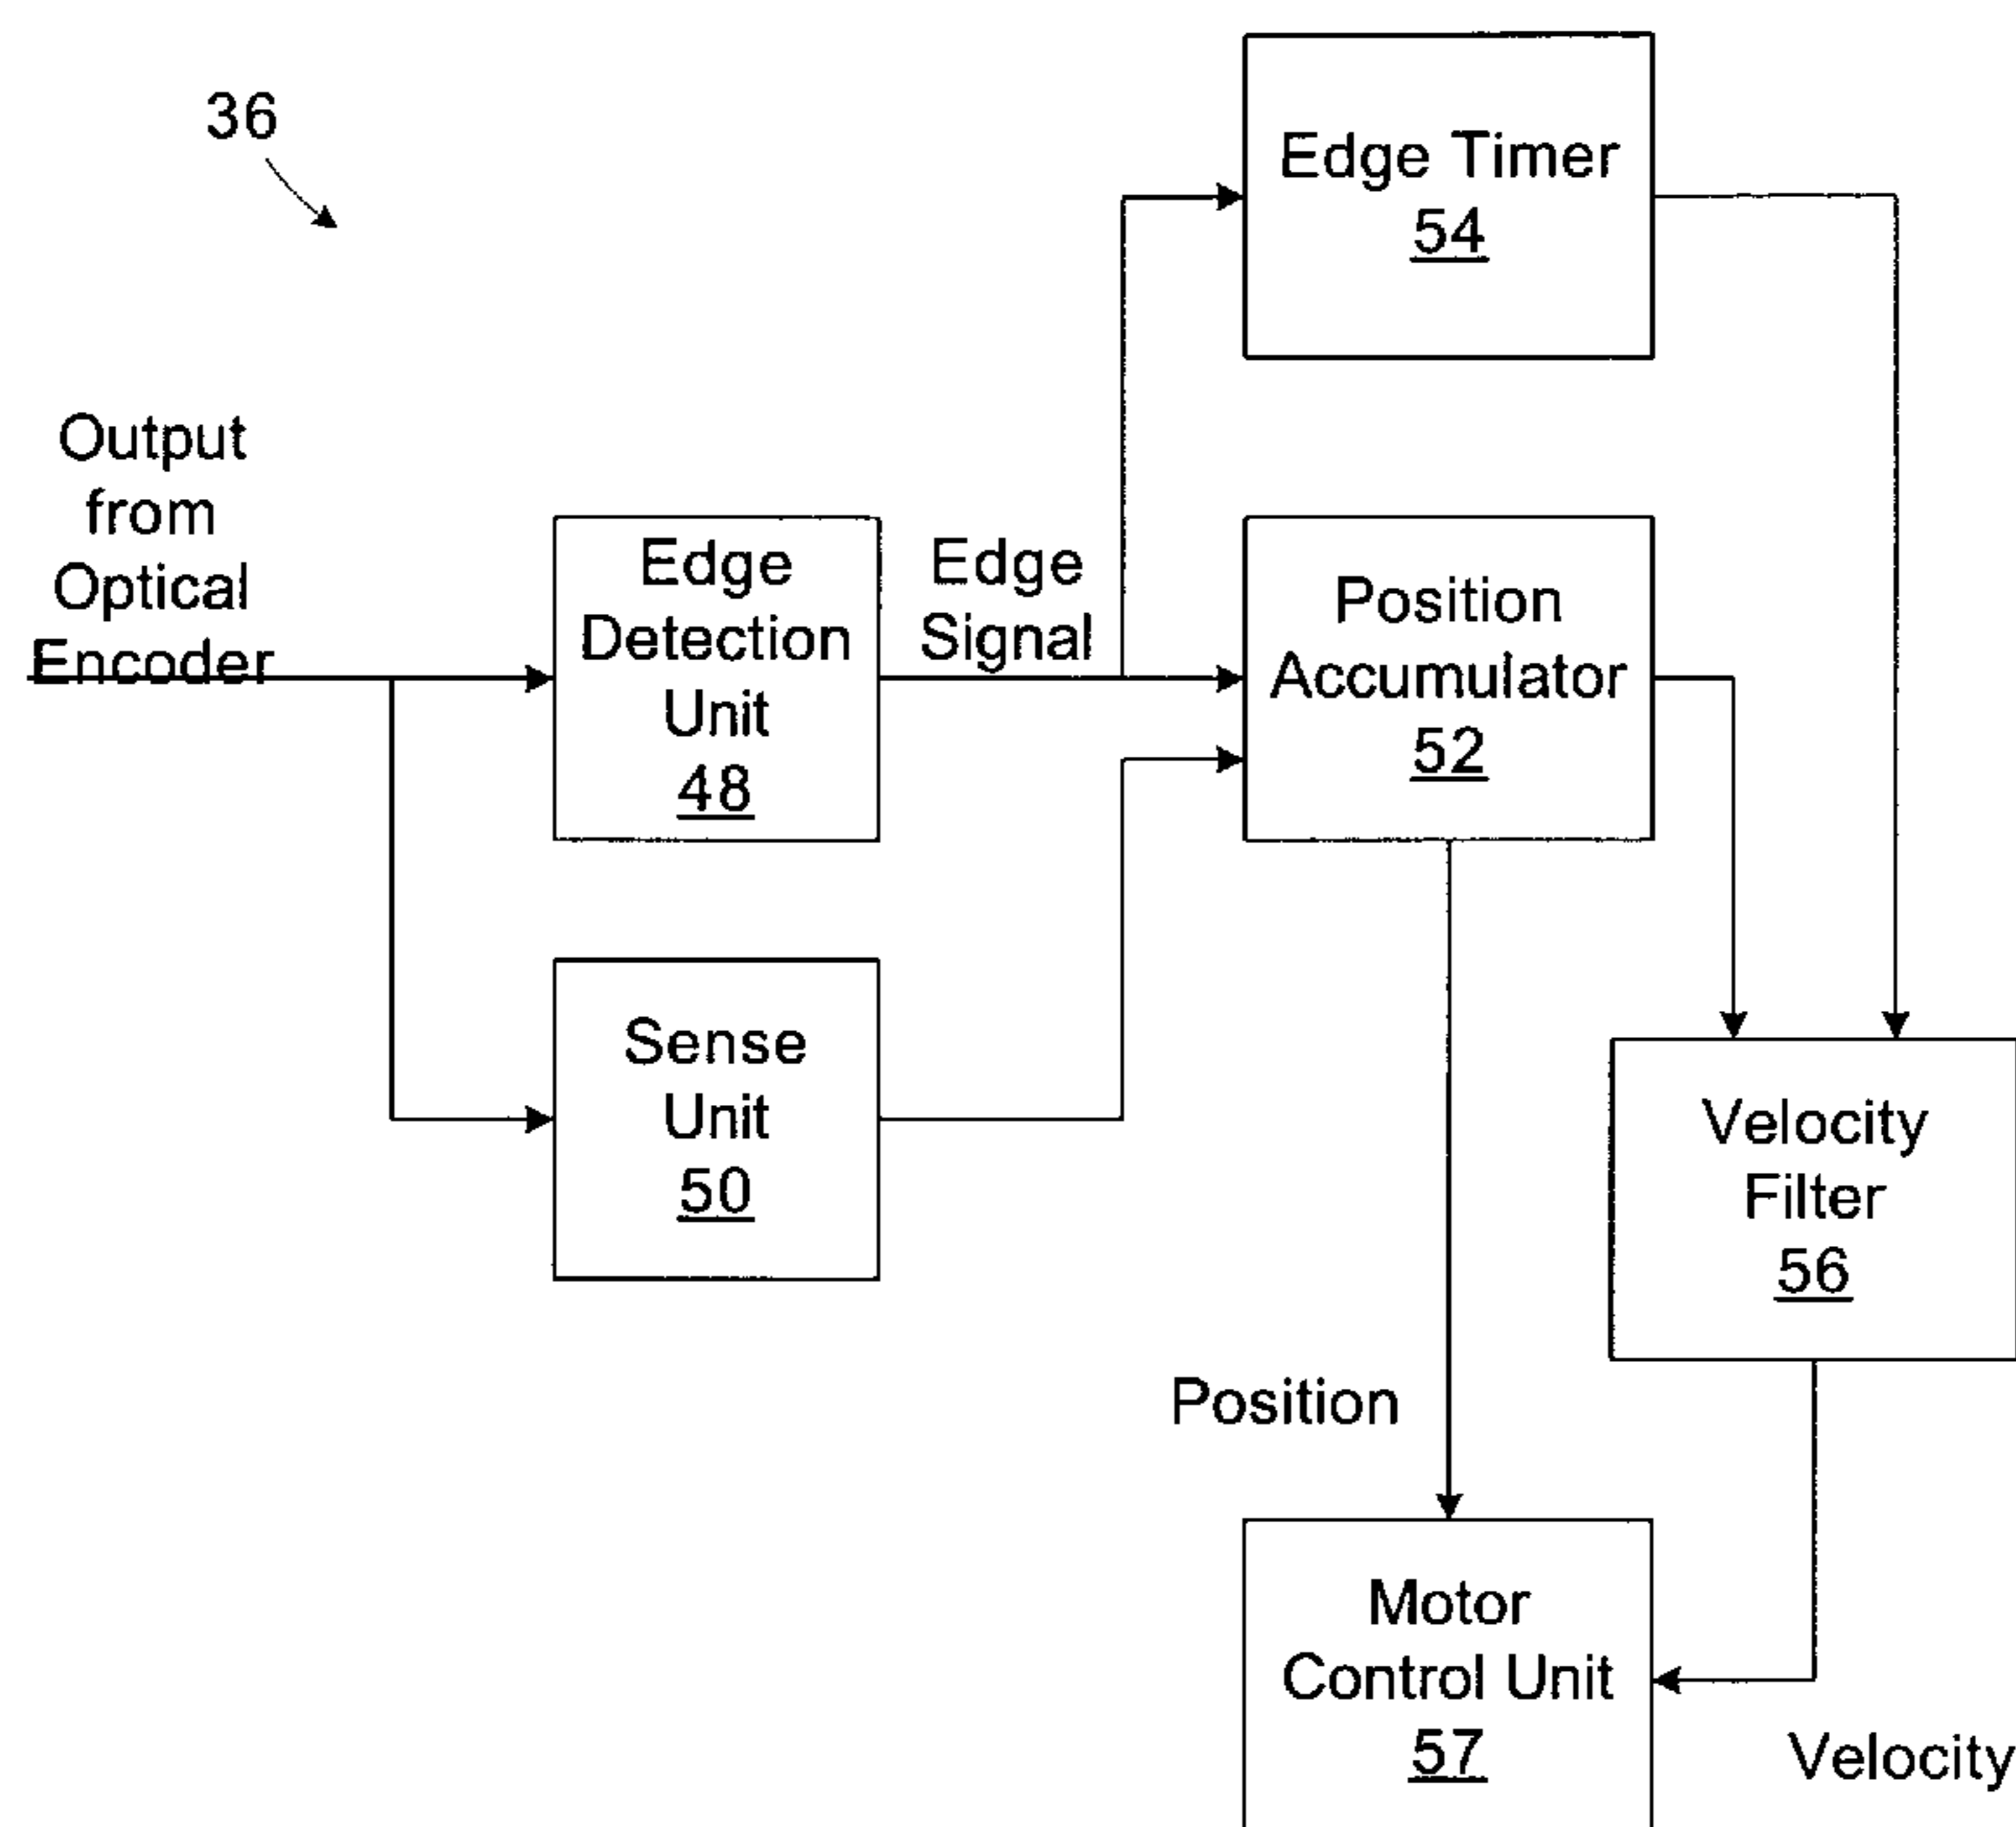 36
Edge Timer
54
Output
from
Optical
Encoder
Edge
Detection
Unit
48
Edge
Signal
Position
Accumulator
52
Sense
Unit
50
Velocity
Filter
56
Position
Motor
Control Unit
57
Velocity